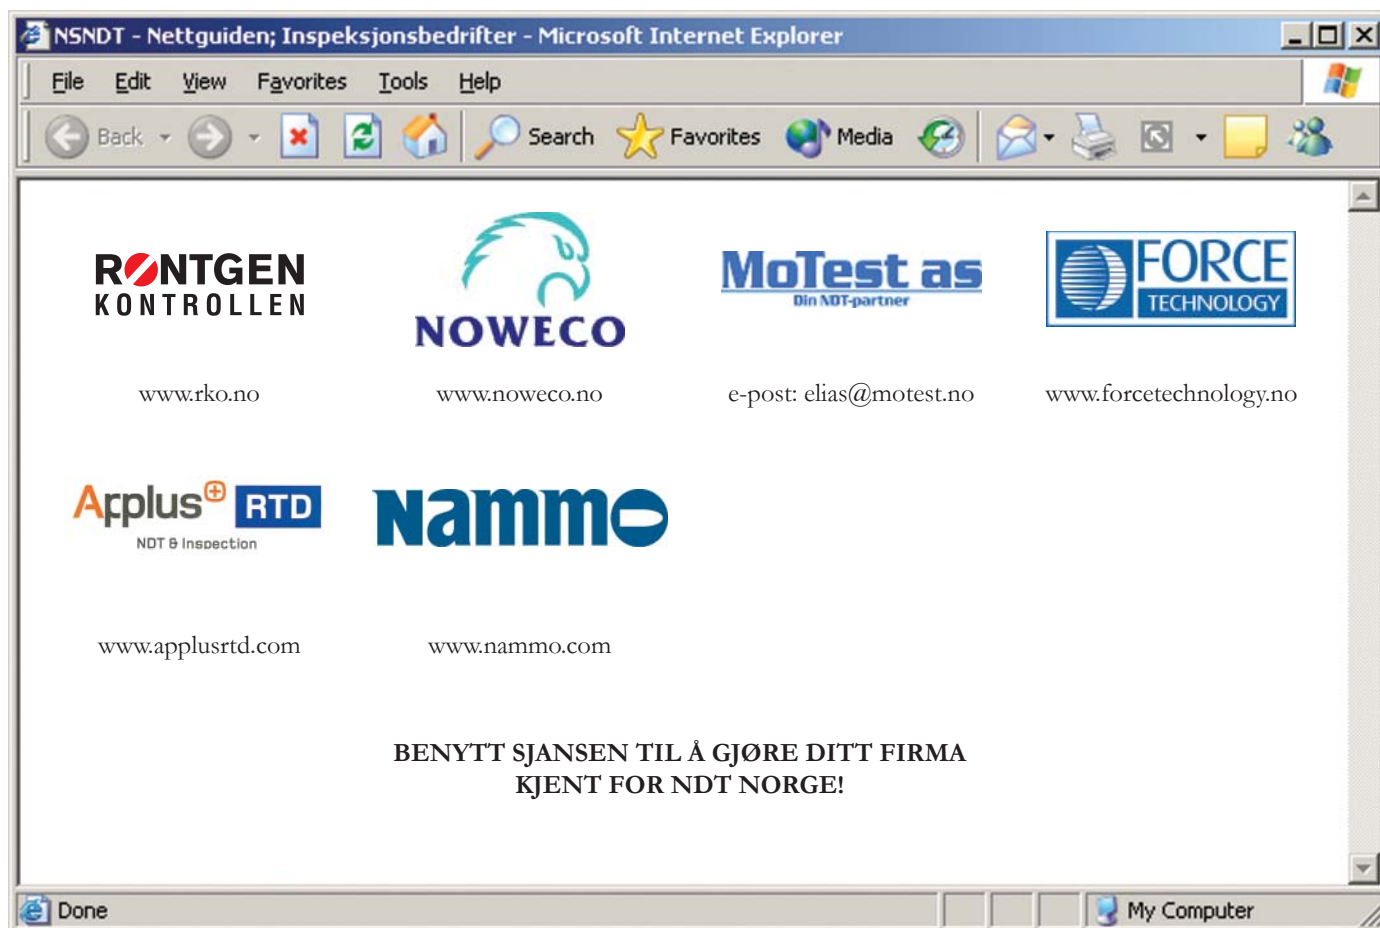 NSNDT - Nettguiden; Inspeksjonsbedrifter - Microsoft Internet Explorer
File Edit View Favorites Tools Help
Back Search Favorites Media
RØNTGEN
KONTROLLEN
NOWECO
MoTest as
Din NDT-partner
FORCE
TECHNOLOGY
www.rko.no www.noweco.no e-post: elias@motest.no www.forcetechnology.no
Applus+ RTD
NDT & Inspection
Nammo
www.applusrtd.com www.nammo.com
BENYTT SJANSEN TIL Å GJØRE DITT FIRMA
KJENT FOR NDT NORGE!
Done My Computer